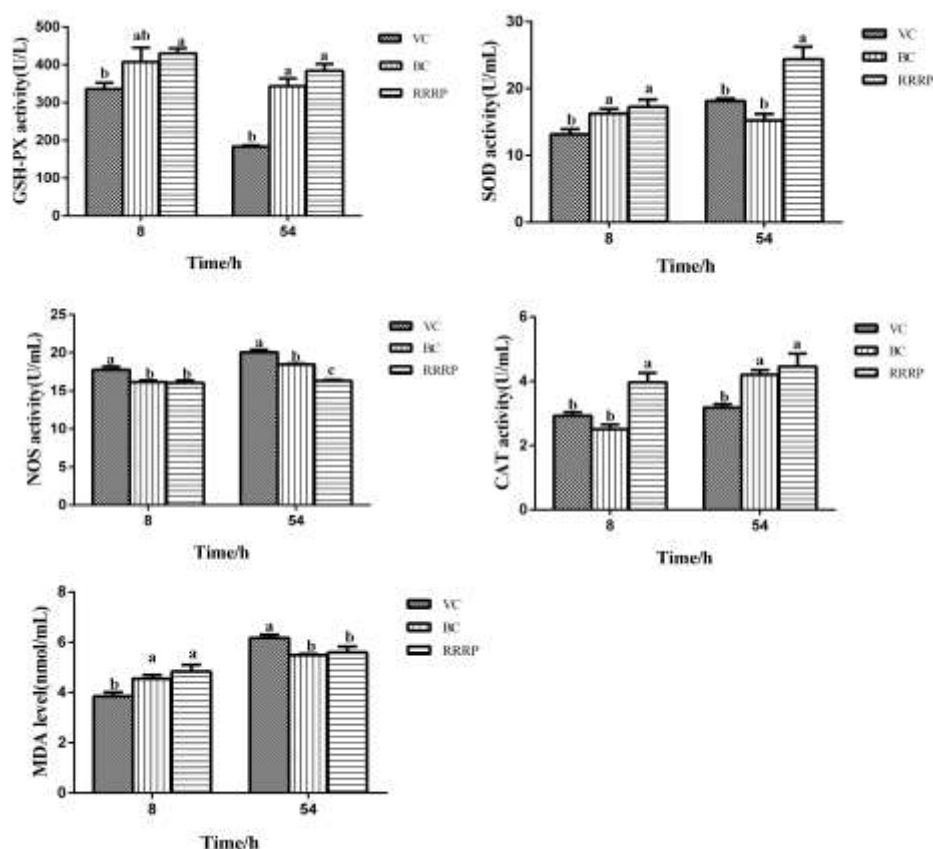 GSH-PX activity(U/L)
500
400
300
200
100
0
b
ab
a
b
a
a
8
54
Time/h
VC
BC
RRRP
SOD activity(U/mL)
30
20
10
0
b
a
a
b
b
a
8
54
Time/h
VC
BC
RRRP
NOS activity(U/mL)
25
20
15
10
5
0
a
b
b
a
b
c
8
54
Time/h
VC
BC
RRRP
CAT activity(U/mL)
6
4
2
0
b
b
a
b
a
a
8
54
Time/h
VC
BC
RRRP
MDA level(nmol/mL)
8
6
4
2
0
b
a
a
a
b
b
8
54
Time/h
VC
BC
RRRP